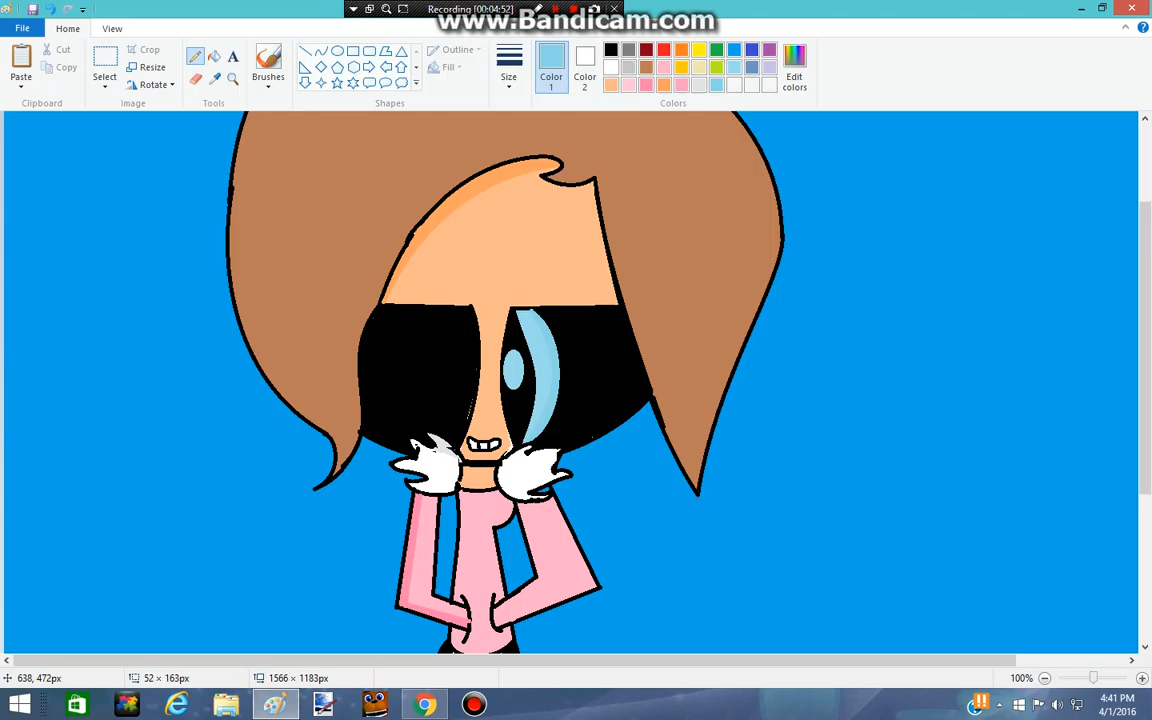 Recording [00:04:52]
www.Bandicam.com
File
Home
View
Paste
Cut
Copy
Clipboard
Select
Crop
Resize
Rotate
Image
Tools
Brushes
Outline
Fill
Shapes
Size
Color
1
Color
2
Edit
colors
Colors
638, 472px
52 × 163px
1566 × 1183px
100%
4:41 PM
4/1/2016